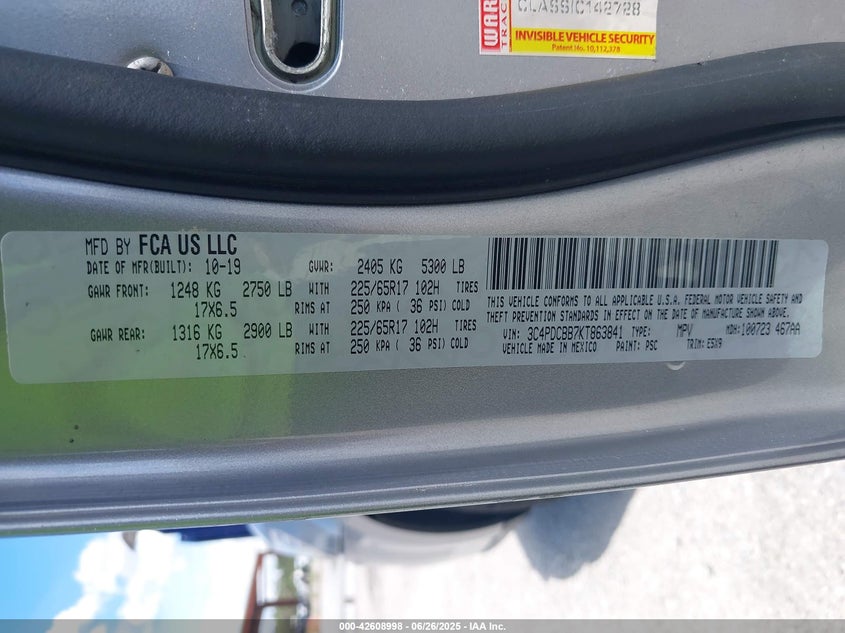 WAR
TRAC
CLASSIC142728
INVISIBLE VEHICLE SECURITY
Patent No. 10,112,378
MFD BY FCA US LLC
DATE OF MFR(BUILT): 10-19 GVWR: 2405 KG 5300 LB
GAWR FRONT: 1248 KG 2750 LB WITH 225/65R17 102H TIRES
17X6.5 RIMS AT 250 KPA ( 36 PSI) COLD
GAWR REAR: 1316 KG 2900 LB WITH 225/65R17 102H TIRES
17X6.5 RIMS AT 250 KPA ( 36 PSI) COLD
THIS VEHICLE CONFORMS TO ALL APPLICABLE U.S.A. FEDERAL MOTOR VEHICLE SAFETY AND
THEFT PREVENTION STANDARDS IN EFFECT ON THE DATE OF MANUFACTURE SHOWN ABOVE.
VIN: 3C4PDCBB7KT863841 TYPE: MPV MDH: 100723 467AA
VEHICLE MADE IN MEXICO PAINT: PSC TRIM: E5X9
000-42608998 - 06/26/2025 - IAA Inc.